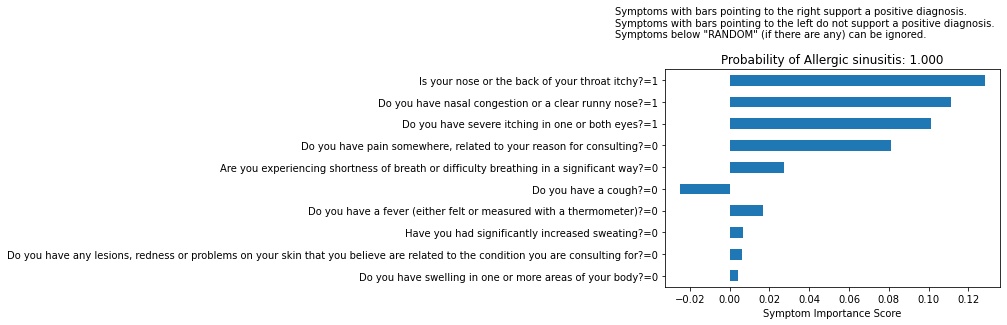 Symptoms with bars pointing to the right support a positive diagnosis.
Symptoms with bars pointing to the left do not support a positive diagnosis.
Symptoms below "RANDOM" (if there are any) can be ignored.
Probability of Allergic sinusitis: 1.000
Is your nose or the back of your throat itchy?=1
Do you have nasal congestion or a clear runny nose?=1
Do you have severe itching in one or both eyes?=1
Do you have pain somewhere, related to your reason for consulting?=0
Are you experiencing shortness of breath or difficulty breathing in a significant way?=0
Do you have a cough?=0
Do you have a fever (either felt or measured with a thermometer)?=0
Have you had significantly increased sweating?=0
Do you have any lesions, redness or problems on your skin that you believe are related to the condition you are consulting for?=0
Do you have swelling in one or more areas of your body?=0
−0.02 0.00 0.02 0.04 0.06 0.08 0.10 0.12
Symptom Importance Score